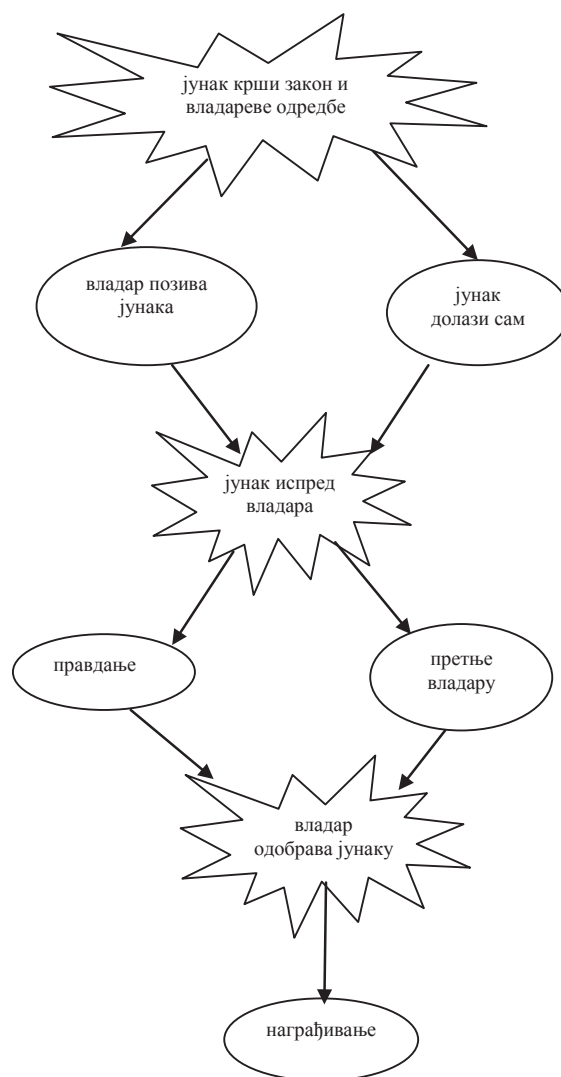 јунак крши закон и
владареве одредбе
владар позива
јунака
јунак
долази сам
јунак испред
владара
правдање
претње
владару
владар
одобрава јунаку
награђивање